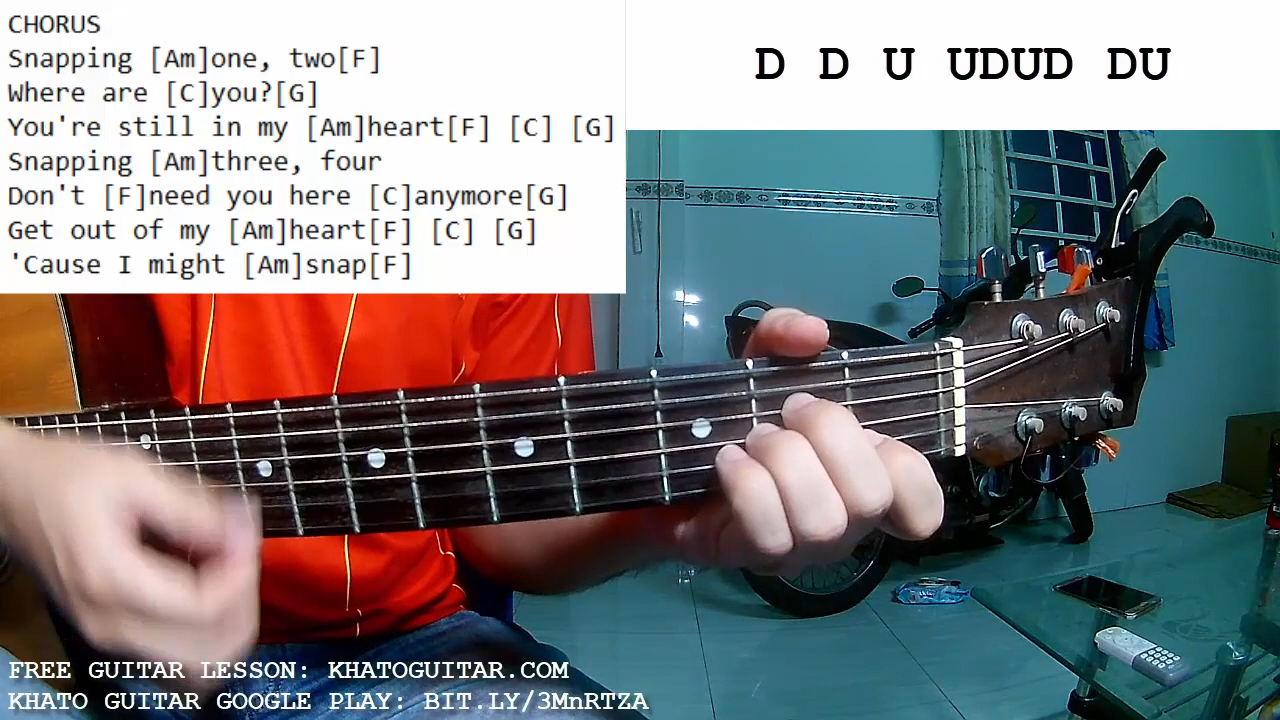 CHORUS
Snapping [Am]one, two[F]
Where are [C]you?[G]
You're still in my [Am]heart[F] [C] [G]
Snapping [Am]three, four
Don't [F]need you here [C]anymore[G]
Get out of my [Am]heart[F] [C] [G]
'Cause I might [Am]snap[F]
D D U UDUD DU
FREE GUITAR LESSON: KHATOGUITAR.COM
KHATO GUITAR GOOGLE PLAY: BIT.LY/3MnRTZA